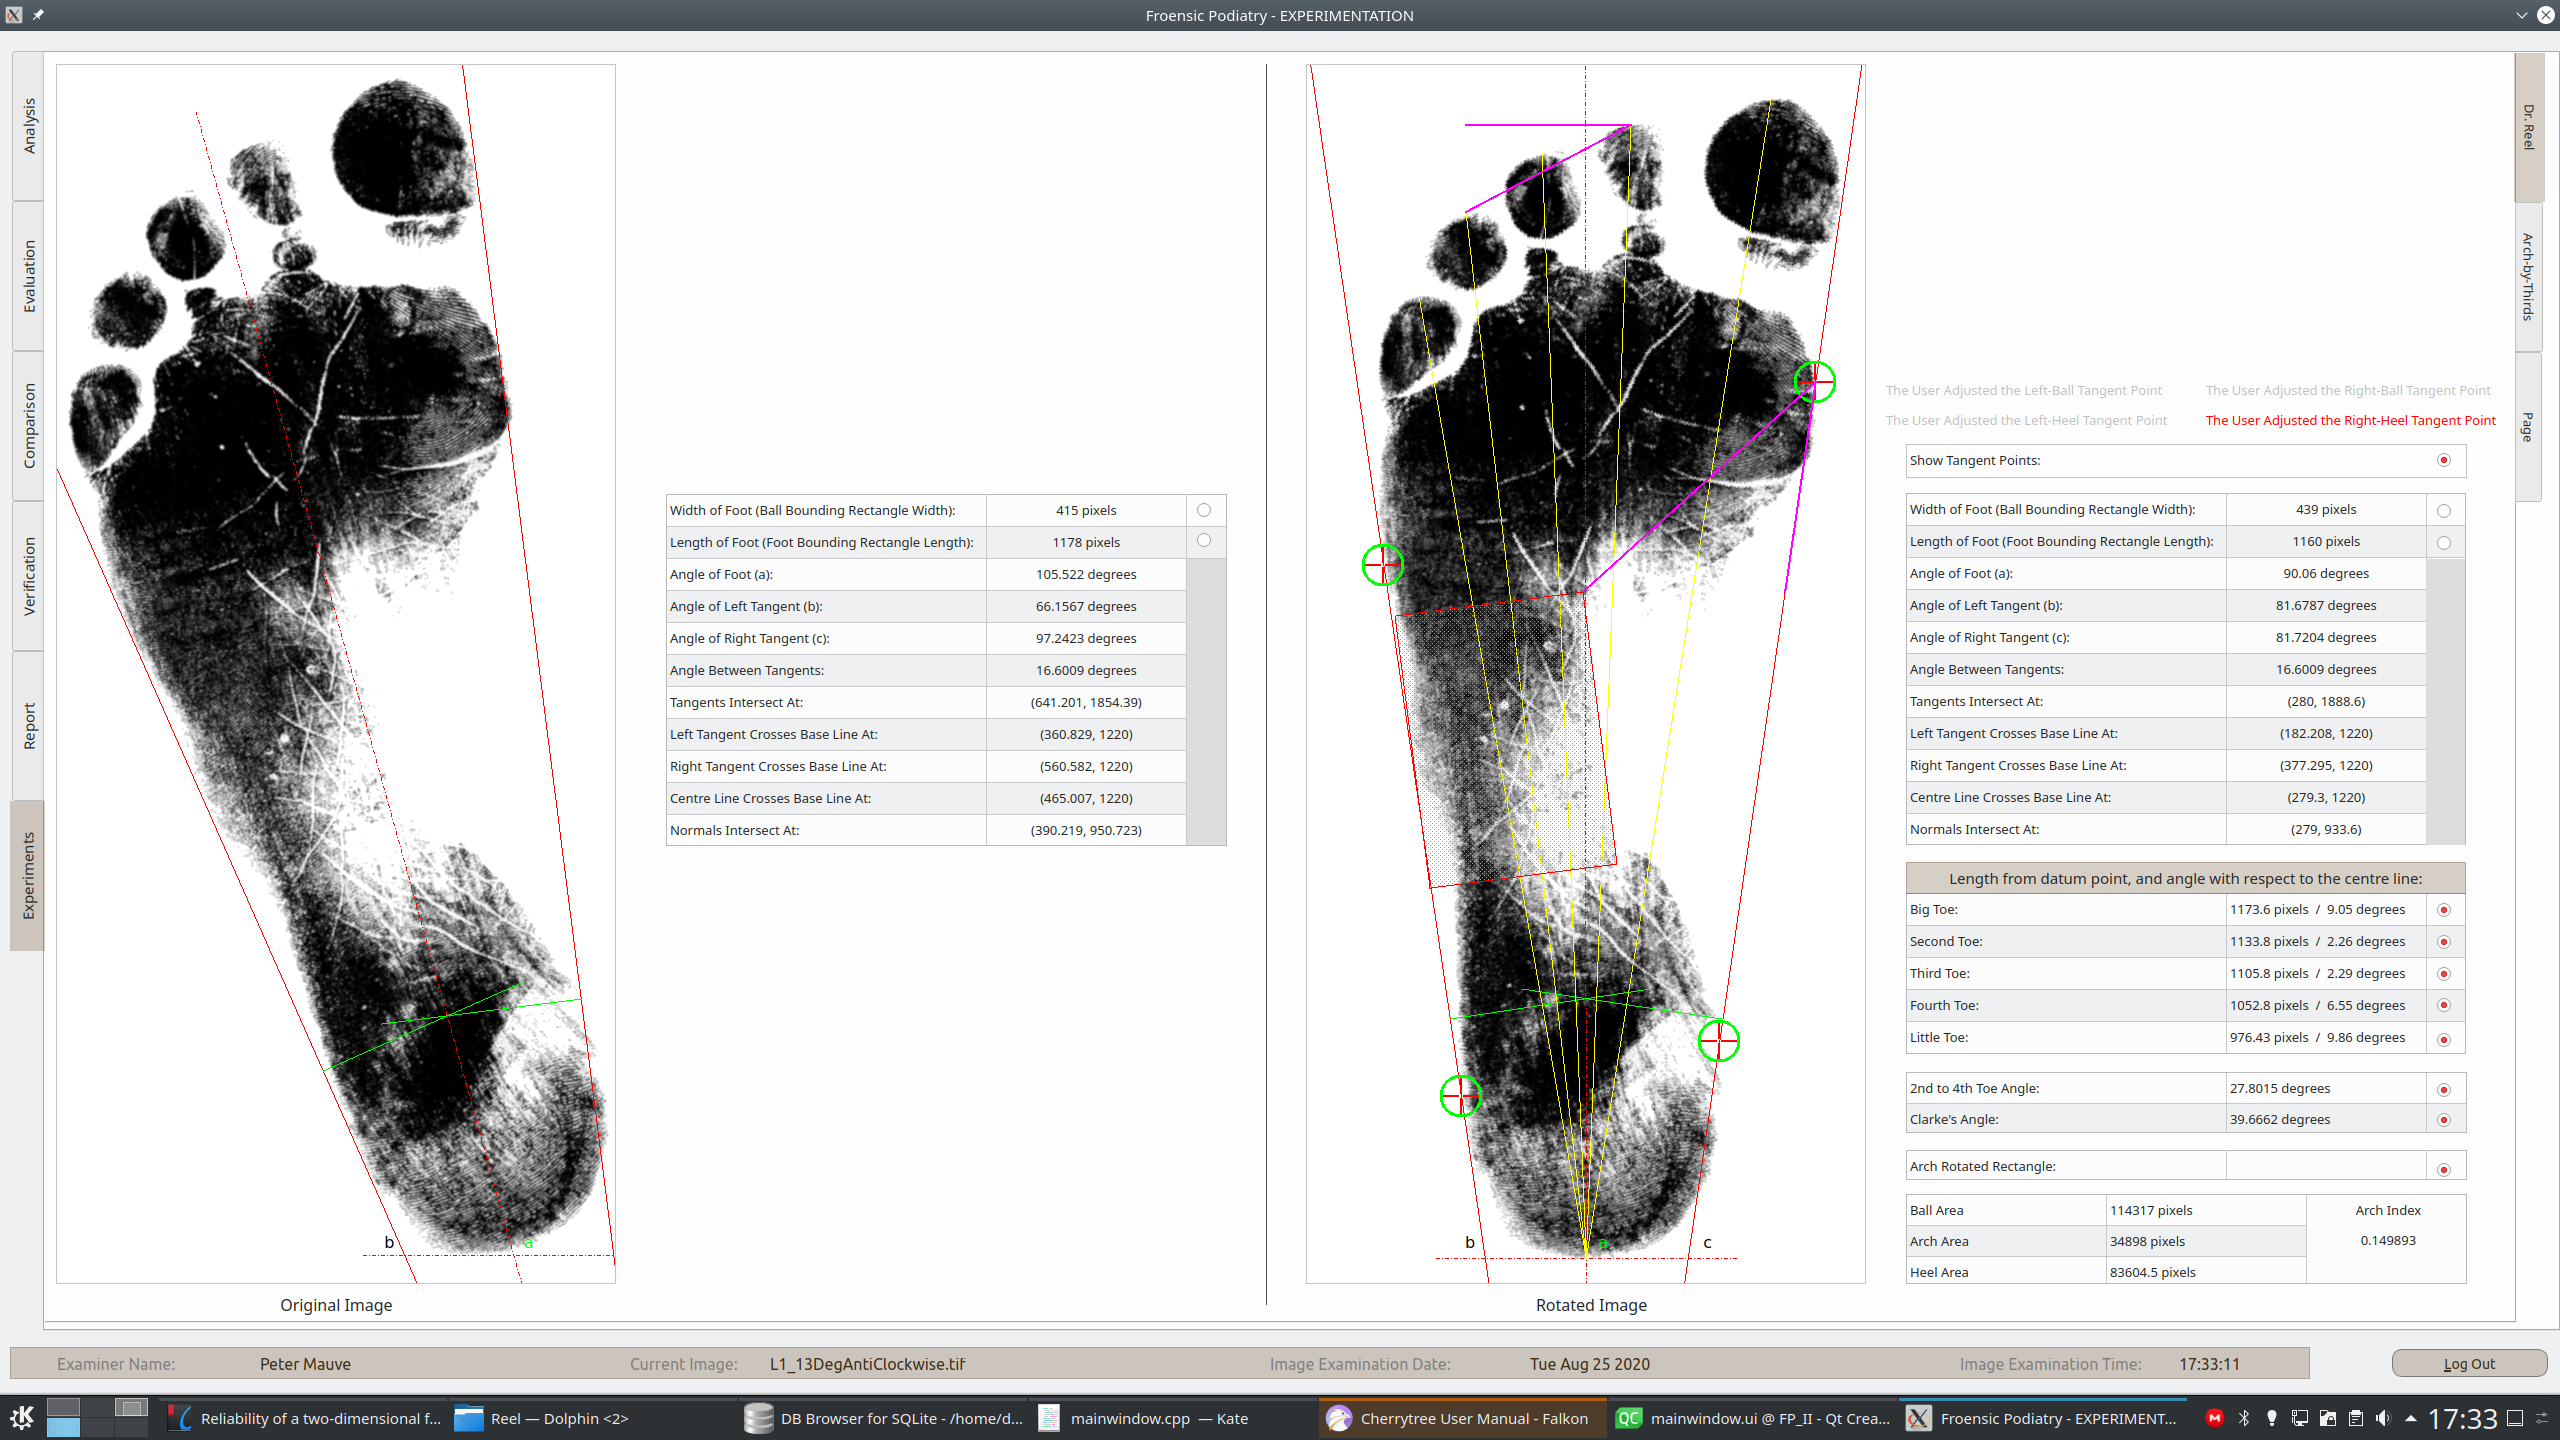 Froensic Podiatry - EXPERIMENTATION
Analysis
Evaluation
Comparison
Verification
Report
Experiments
b
a
Original Image
Width of Foot (Ball Bounding Rectangle Width): 415 pixels
Length of Foot (Foot Bounding Rectangle Length): 1178 pixels
Angle of Foot (a): 105.522 degrees
Angle of Left Tangent (b): 66.1567 degrees
Angle of Right Tangent (c): 97.2423 degrees
Angle Between Tangents: 16.6009 degrees
Tangents Intersect At: (641.201, 1854.39)
Left Tangent Crosses Base Line At: (360.829, 1220)
Right Tangent Crosses Base Line At: (560.582, 1220)
Centre Line Crosses Base Line At: (465.007, 1220)
Normals Intersect At: (390.219, 950.723)
b
a
c
Rotated Image
Dr. Reel
Arch-by-Thirds
Page
The User Adjusted the Left-Ball Tangent Point The User Adjusted the Right-Ball Tangent Point
The User Adjusted the Left-Heel Tangent Point The User Adjusted the Right-Heel Tangent Point
Show Tangent Points:
Width of Foot (Ball Bounding Rectangle Width): 439 pixels
Length of Foot (Foot Bounding Rectangle Length): 1160 pixels
Angle of Foot (a): 90.06 degrees
Angle of Left Tangent (b): 81.6787 degrees
Angle of Right Tangent (c): 81.7204 degrees
Angle Between Tangents: 16.6009 degrees
Tangents Intersect At: (280, 1888.6)
Left Tangent Crosses Base Line At: (182.208, 1220)
Right Tangent Crosses Base Line At: (377.295, 1220)
Centre Line Crosses Base Line At: (279.3, 1220)
Normals Intersect At: (279, 933.6)
Length from datum point, and angle with respect to the centre line:
Big Toe: 1173.6 pixels / 9.05 degrees
Second Toe: 1133.8 pixels / 2.26 degrees
Third Toe: 1105.8 pixels / 2.29 degrees
Fourth Toe: 1052.8 pixels / 6.55 degrees
Little Toe: 976.43 pixels / 9.86 degrees
2nd to 4th Toe Angle: 27.8015 degrees
Clarke's Angle: 39.6662 degrees
Arch Rotated Rectangle:
Ball Area 114317 pixels Arch Index
Arch Area 34898 pixels 0.149893
Heel Area 83604.5 pixels
Examiner Name: Peter Mauve Current Image: L1_13DegAntiClockwise.tif Image Examination Date: Tue Aug 25 2020 Image Examination Time: 17:33:11 Log Out
Reliability of a two-dimensional f... Reel — Dolphin <2> DB Browser for SQLite - /home/d... mainwindow.cpp — Kate Cherrytree User Manual - Falkon QC mainwindow.ui @ FP_II - Qt Crea... Froensic Podiatry - EXPERIMENT... 17:33